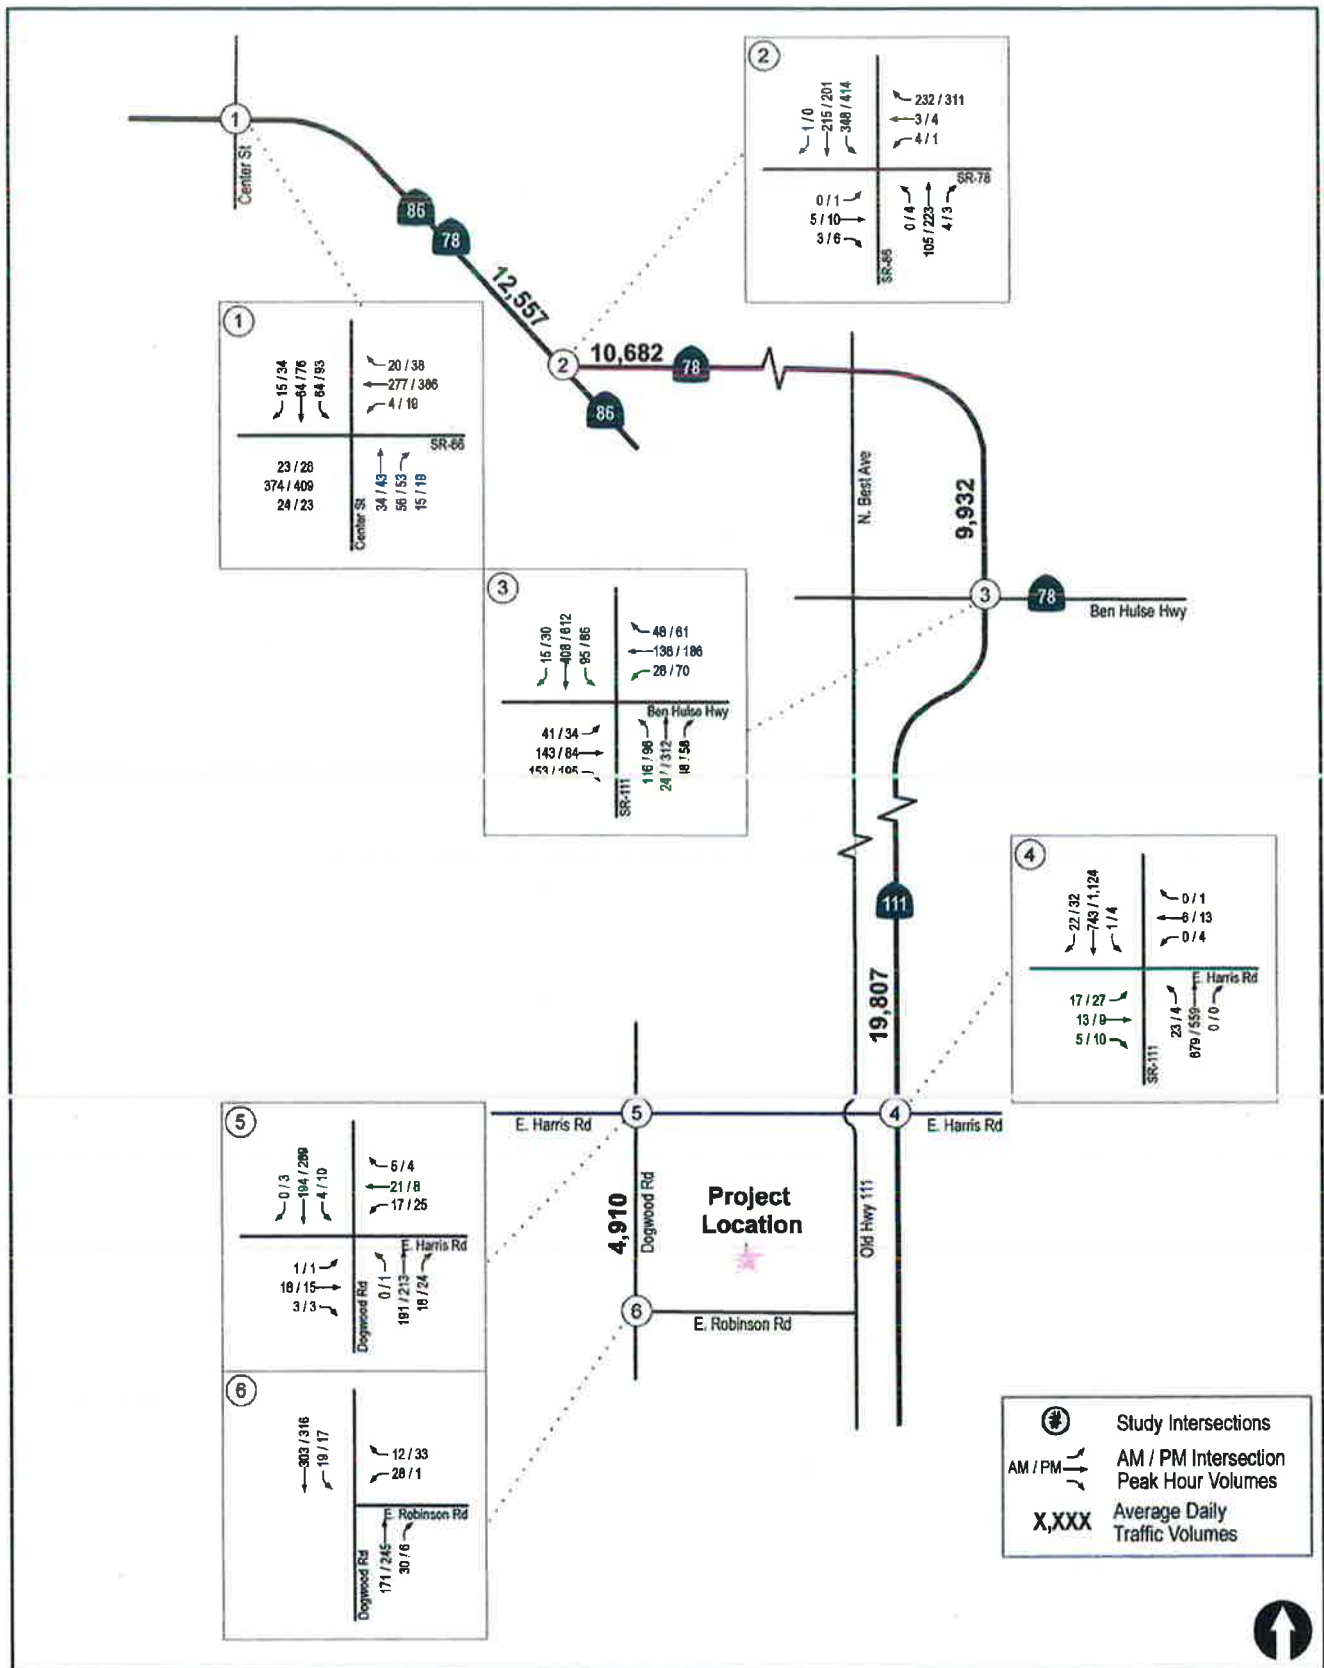 1
Center St
86
78
12,557
2
10,682
78
86
N. Best Ave
9,932
3
78
Ben Hulse Hwy
111
19,807
5
4
E. Harris Rd
E. Harris Rd
4,910
Dogwood Rd
Project
Location
Old Hwy 111
6
E. Robinson Rd
2
1 / 0
215 / 201
348 / 414
232 / 311
3 / 4
4 / 1
SR-78
0 / 1
5 / 10
3 / 6
SR-86
0 / 4
105 / 223
4 / 3
1
15 / 34
64 / 76
64 / 93
20 / 38
277 / 386
4 / 19
SR-86
23 / 28
374 / 409
24 / 23
Center St
34 / 43
56 / 53
15 / 19
3
15 / 30
408 / 612
95 / 86
48 / 61
138 / 186
28 / 70
Ben Hulse Hwy
41 / 34
143 / 84
153 / 195
SR-111
116 / 98
/ 312
/ 58
4
22 / 32
743 / 1,124
1 / 4
0 / 1
6 / 13
0 / 4
E. Harris Rd
17 / 27
13 / 9
5 / 10
SR-111
23 / 4
679 / 559
0 / 0
5
0 / 3
194 / 289
4 / 10
5 / 4
21 / 8
17 / 25
E. Harris Rd
1 / 1
18 / 15
3 / 3
Dogwood Rd
0 / 1
191 / 213
18 / 24
6
303 / 316
19 / 17
12 / 33
28 / 1
E. Robinson Rd
Dogwood Rd
171 / 245
30 / 6
# Study Intersections
AM / PM AM / PM Intersection
Peak Hour Volumes
X,XXX Average Daily
Traffic Volumes